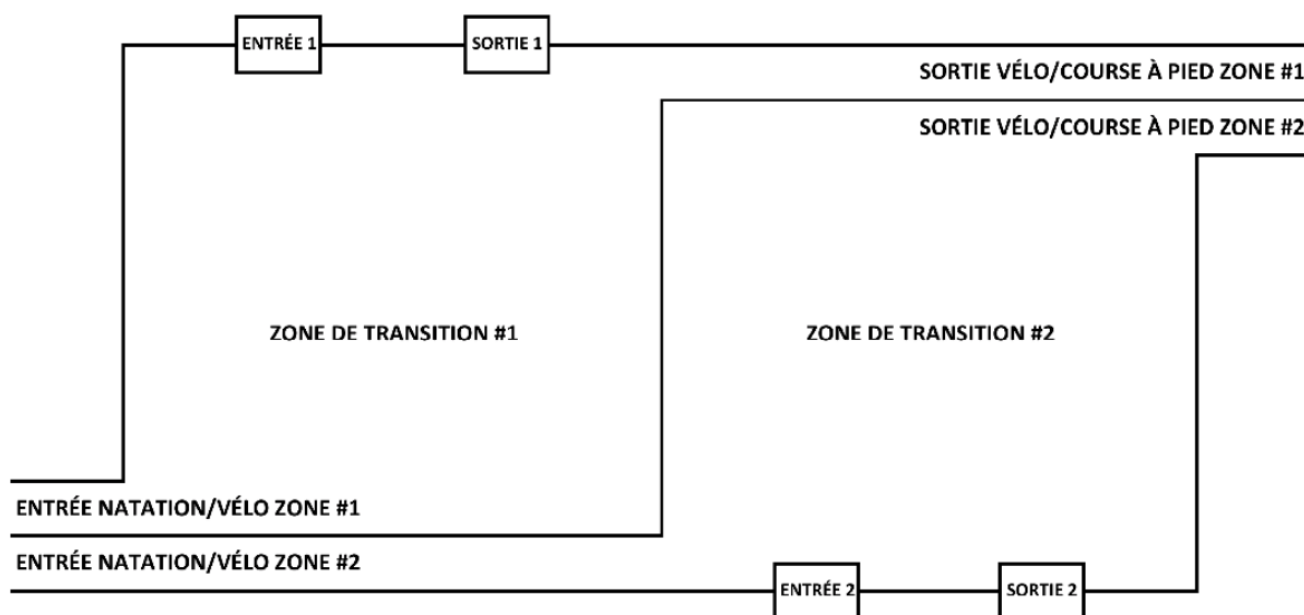 ENTRÉE 1
SORTIE 1
SORTIE VÉLO/COURSE À PIED ZONE #1
SORTIE VÉLO/COURSE À PIED ZONE #2
ZONE DE TRANSITION #1
ZONE DE TRANSITION #2
ENTRÉE NATATION/VÉLO ZONE #1
ENTRÉE NATATION/VÉLO ZONE #2
ENTRÉE 2
SORTIE 2